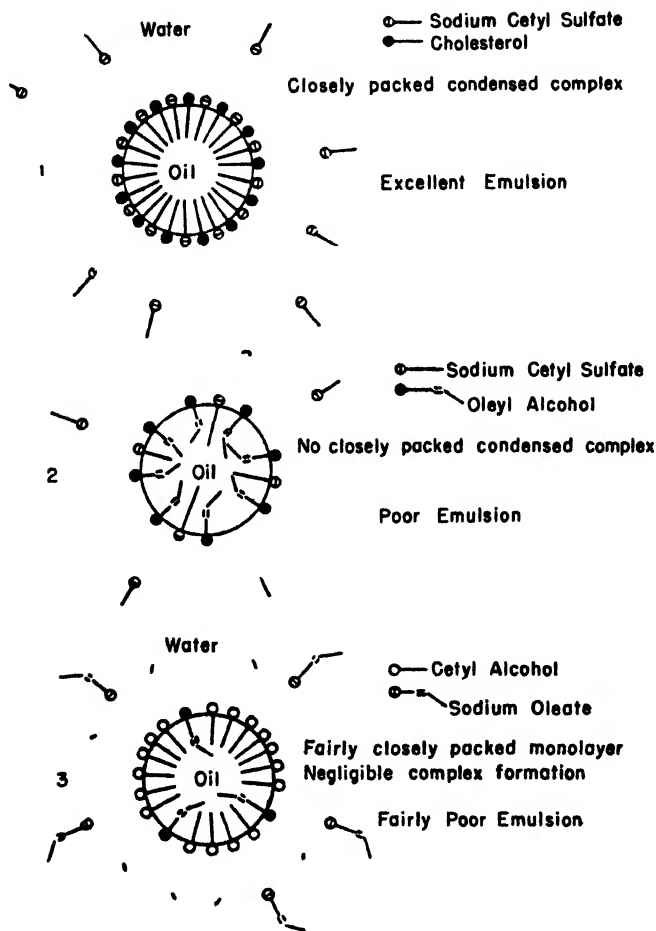 Water
Sodium Cetyl Sulfate
Cholesterol
Closely packed condensed complex
1
Oil
Excellent Emulsion
Sodium Cetyl Sulfate
Oleyl Alcohol
No closely packed condensed complex
2
Oil
Poor Emulsion
Water
Cetyl Alcohol
Sodium Oleate
Fairly closely packed monolayer
Negligible complex formation
3
Oil
Fairly Poor Emulsion